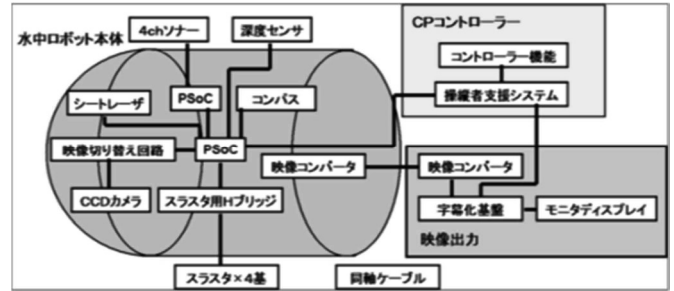 水中ロボット本体
4chソナー
深度センサ
CPコントローラー
コントローラー機能
操縦者支援システム
シートレーザ
PSoC
コンパス
映像切り替え回路
PSoC
映像コンバータ
映像コンバータ
CCDカメラ
スラスタ用Hブリッジ
字幕化基盤
モニタディスプレイ
映像出力
スラスタ×4基
同軸ケーブル